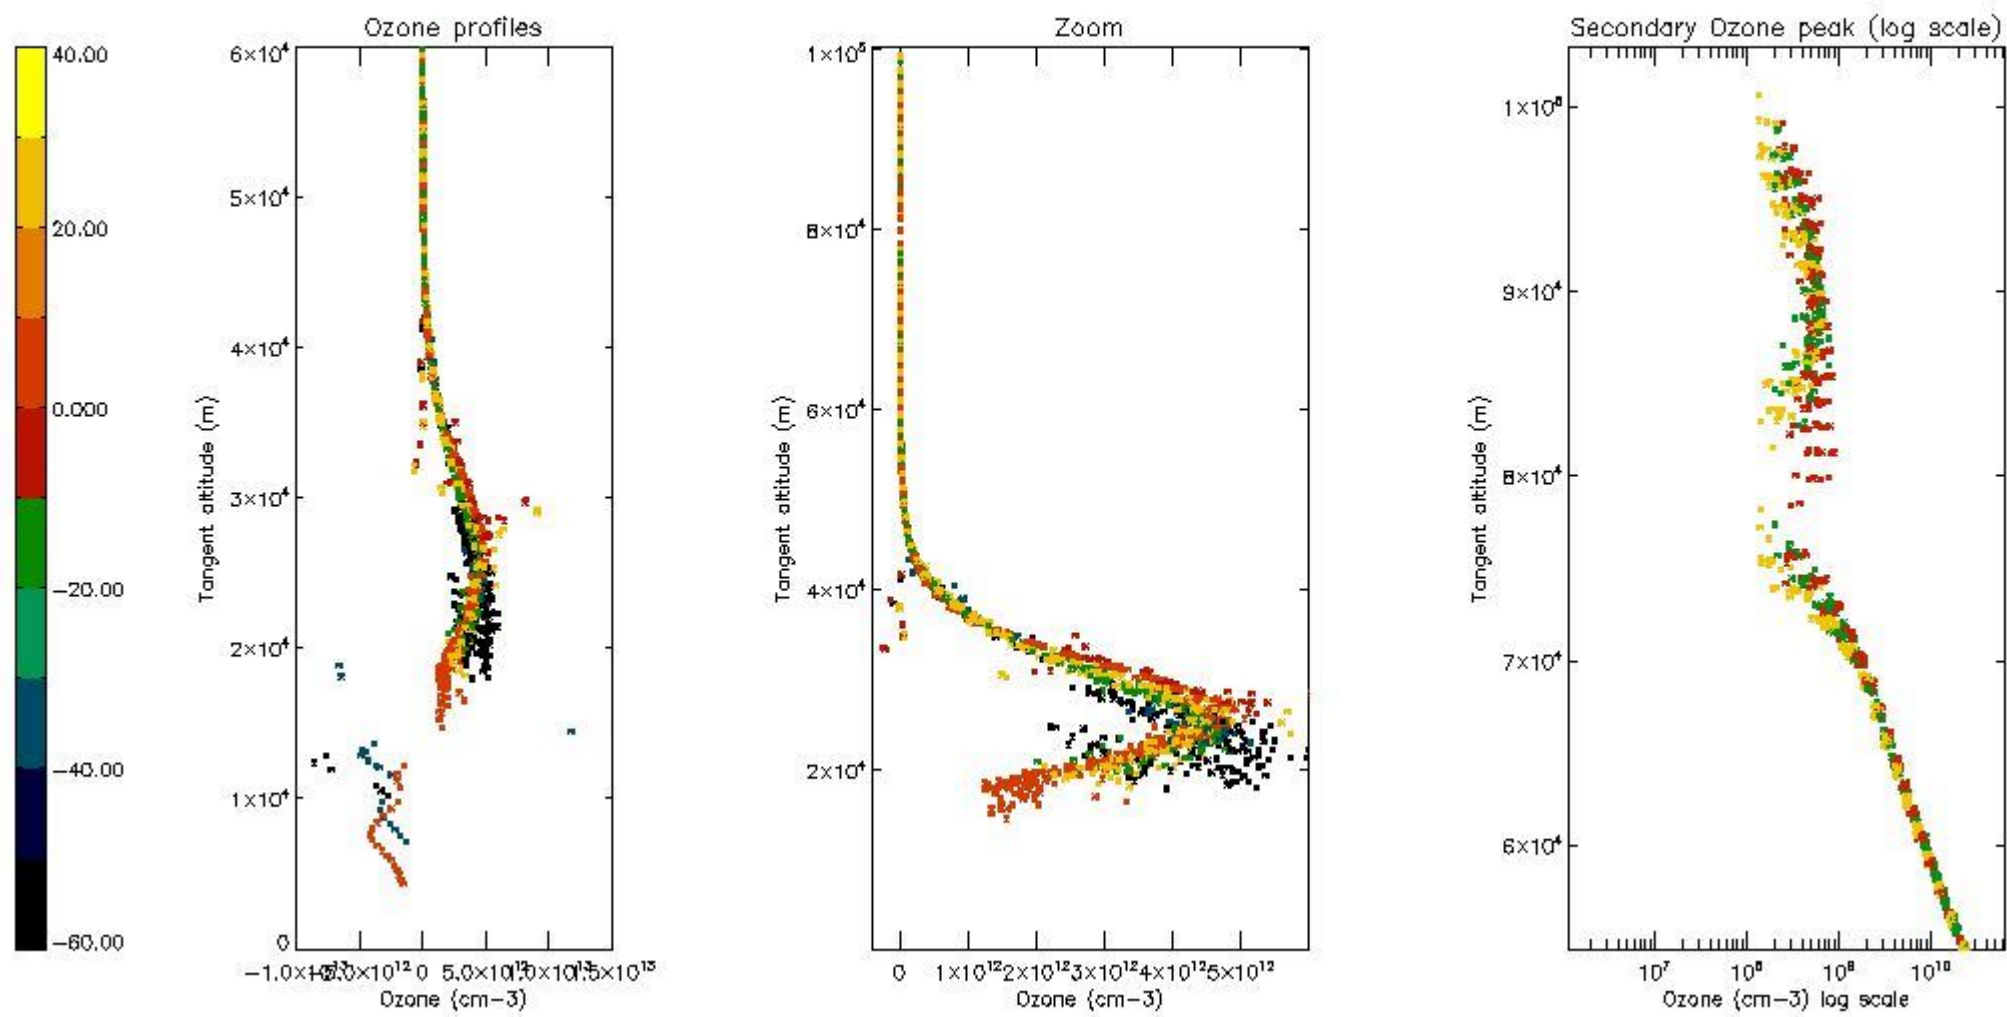 40.00
20.00
0.000
−20.00
−40.00
−60.00
Ozone profiles
6×10⁴
5×10⁴
4×10⁴
3×10⁴
2×10⁴
1×10⁴
0
Tangent altitude (m)
0
Ozone (cm−3)
Zoom
1×10⁵
8×10⁴
6×10⁴
4×10⁴
2×10⁴
Tangent altitude (m)
0 1×10¹² 2×10¹² 3×10¹² 4×10¹² 5×10¹²
Ozone (cm−3)
Secondary Ozone peak (log scale)
9×10⁴
8×10⁴
7×10⁴
6×10⁴
Tangent altitude (m)
10⁷ 10⁸ 10⁹ 10¹⁰
Ozone (cm−3) log scale